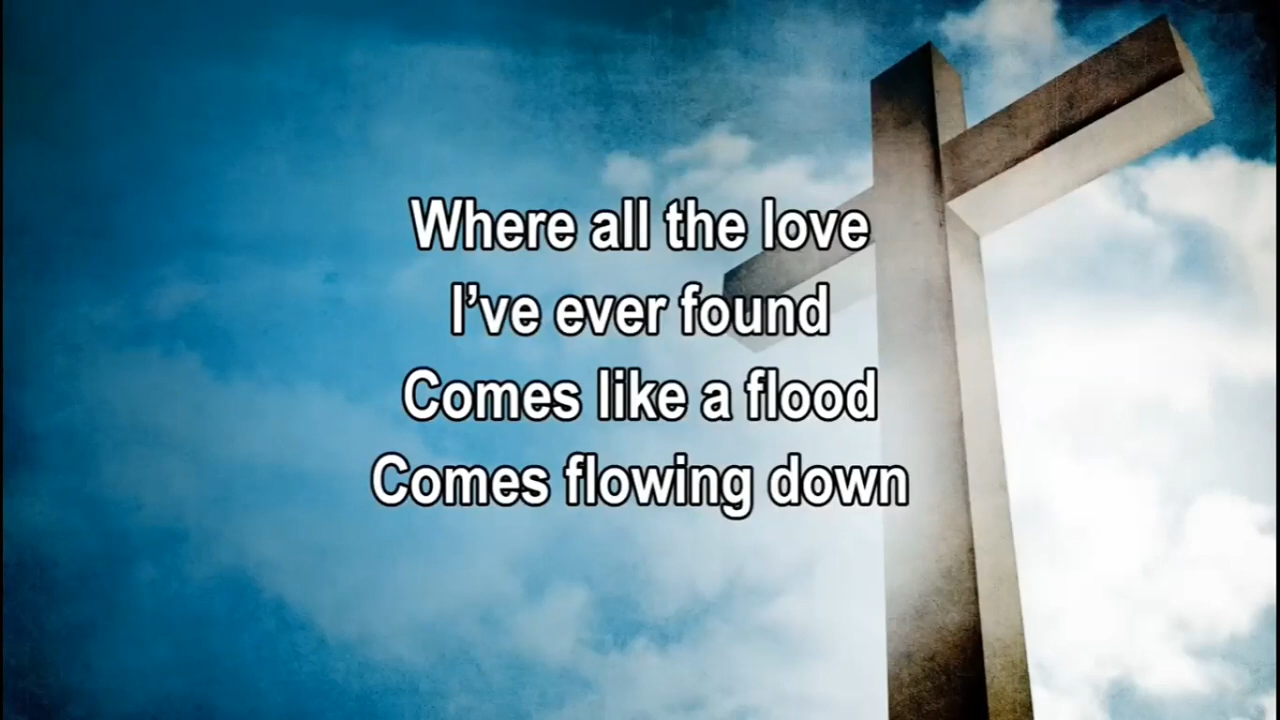 Where all the love
I’ve ever found
Comes like a flood
Comes flowing down